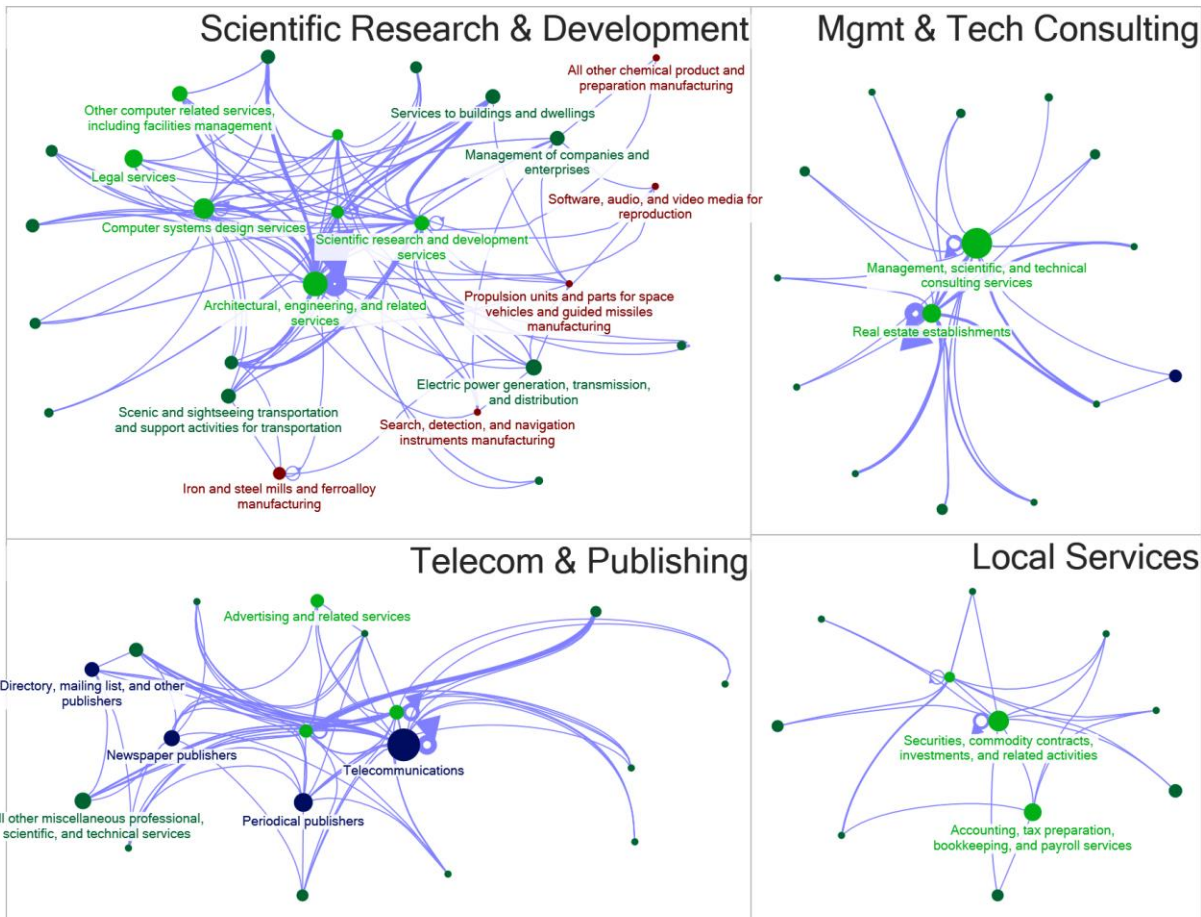 Scientific Research & Development
All other chemical product and
preparation manufacturing
Other computer related services,
including facilities management
Services to buildings and dwellings
Management of companies and
enterprises
Legal services
Software, audio, and video media for
reproduction
Computer systems design services
Scientific research and development
services
Architectural, engineering, and related
services
Propulsion units and parts for space
vehicles and guided missiles
manufacturing
Electric power generation, transmission,
and distribution
Scenic and sightseeing transportation
and support activities for transportation
Search, detection, and navigation
instruments manufacturing
Iron and steel mills and ferroalloy
manufacturing
Mgmt & Tech Consulting
Management, scientific, and technical
consulting services
Real estate establishments
Telecom & Publishing
Advertising and related services
Directory, mailing list, and other
publishers
Newspaper publishers
Telecommunications
Periodical publishers
ll other miscellaneous professional,
scientific, and technical services
Local Services
Securities, commodity contracts,
investments, and related activities
Accounting, tax preparation,
bookkeeping, and payroll services